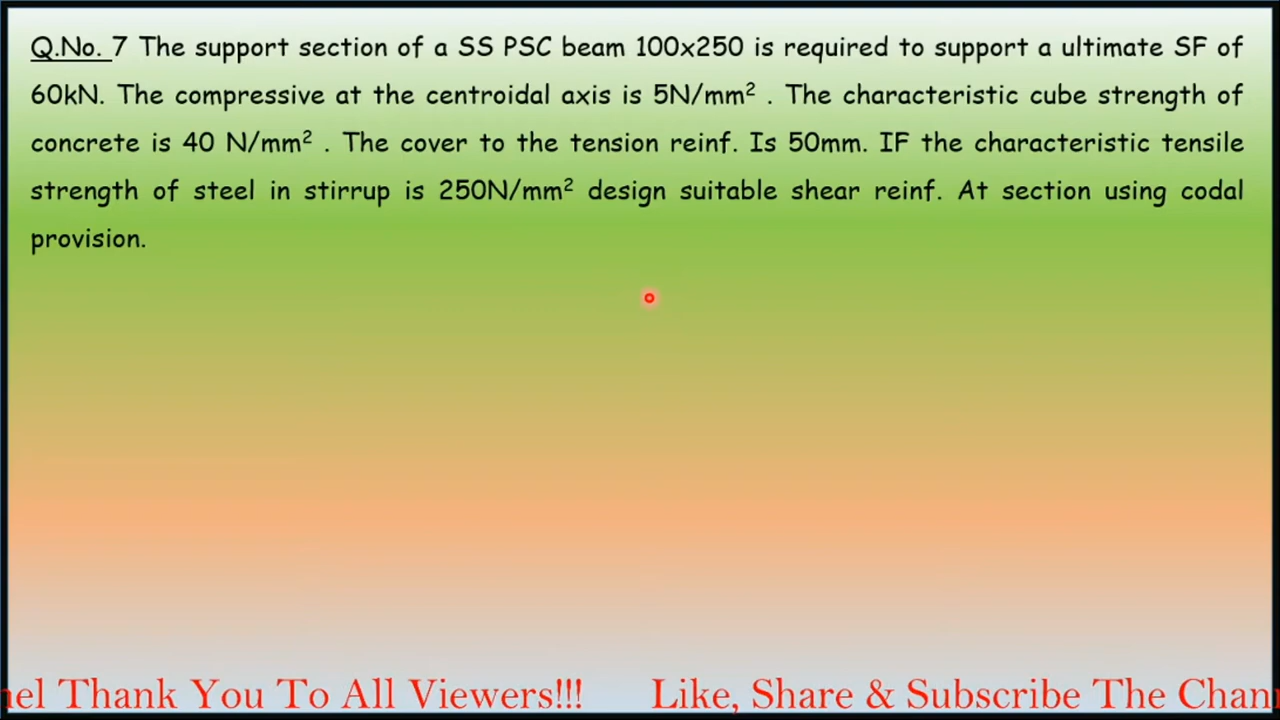 Q.No. 7 The support section of a SS PSC beam 100x250 is required to support a ultimate SF of
60kN. The compressive at the centroidal axis is 5N/mm² . The characteristic cube strength of
concrete is 40 N/mm² . The cover to the tension reinf. Is 50mm. IF the characteristic tensile
strength of steel in stirrup is 250N/mm² design suitable shear reinf. At section using codal
provision.
Thank You To All Viewers!!! Like, Share & Subscribe The